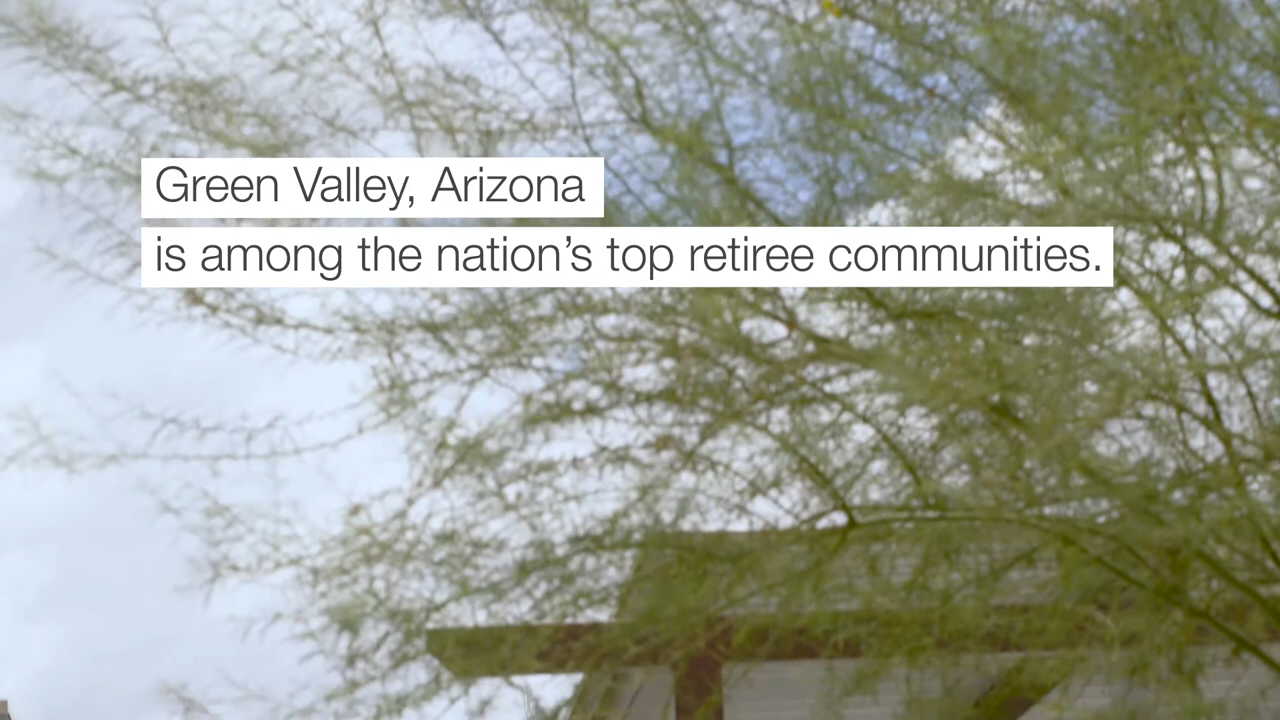 Green Valley, Arizona
is among the nation’s top retiree communities.